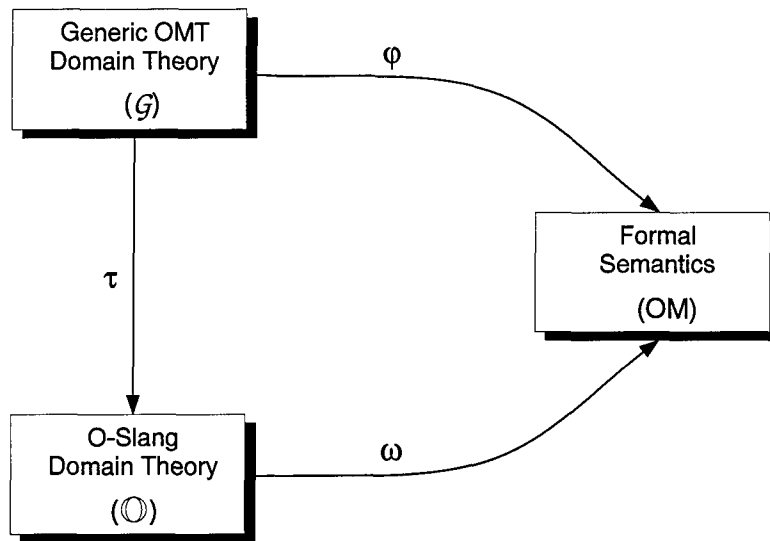 Generic OMT
Domain Theory
(𝒢)
φ
Formal
Semantics
(OM)
τ
O-Slang
Domain Theory
(𝕆)
ω